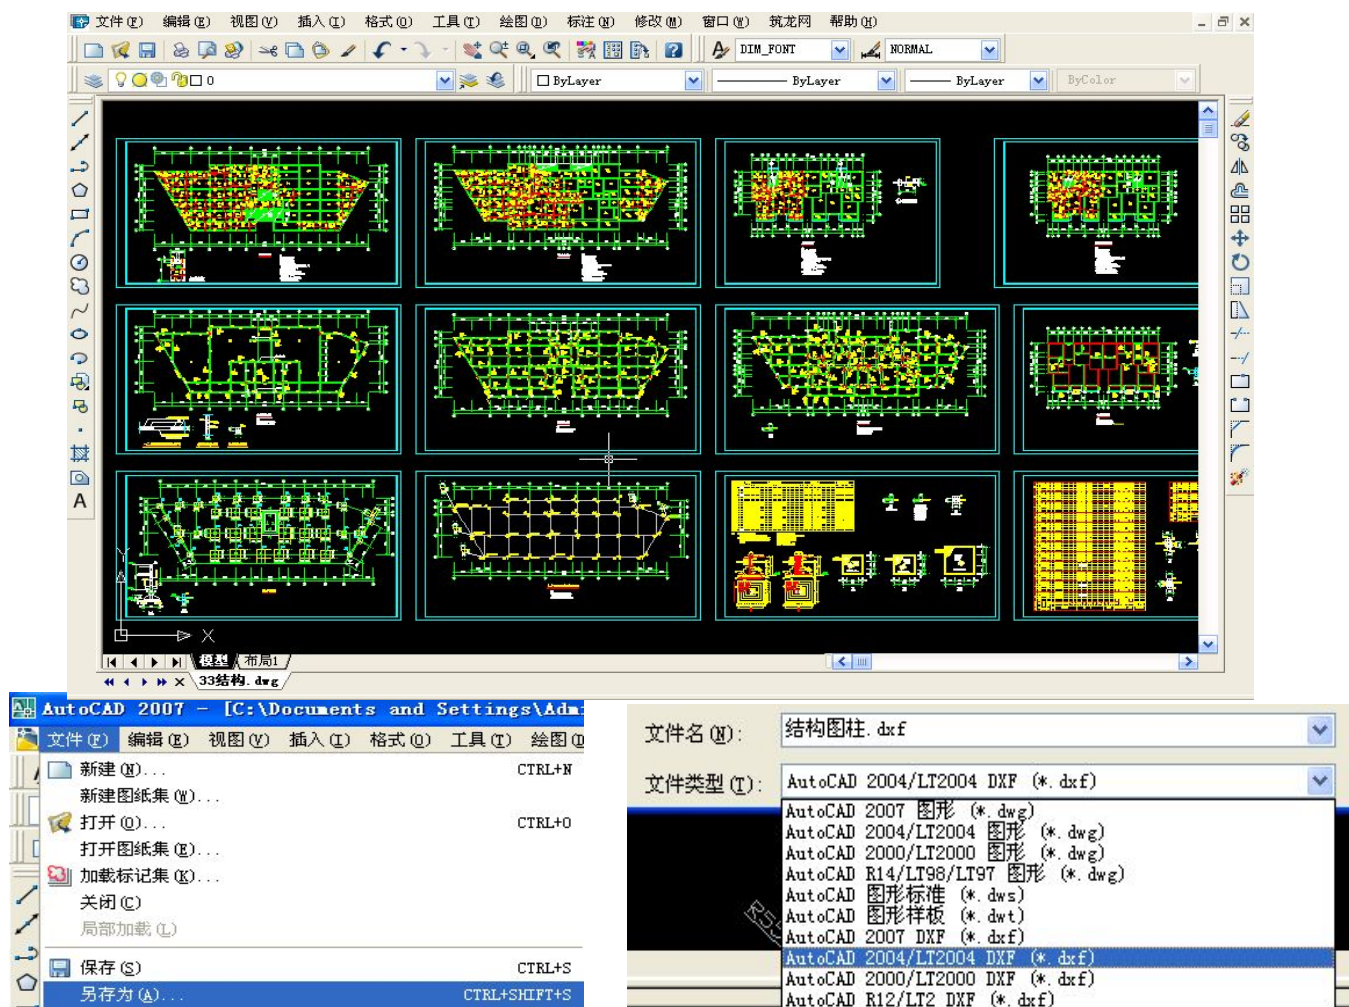 文件(F) 编辑(E) 视图(V) 插入(I) 格式(O) 工具(T) 绘图(D) 标注(N) 修改(M) 窗口(W) 筑龙网 帮助(H)
DIM_FONT NORMAL
0 ByLayer ByLayer ByLayer ByColor
A
Y
X
模型 布局1
33结构.dwg
AutoCAD 2007 - [C:\Documents and Settings\Adm
文件(F) 编辑(E) 视图(V) 插入(I) 格式(O) 工具(T) 绘图(D
新建(N)... CTRL+N
新建图纸集(W)...
打开(O)... CTRL+O
打开图纸集(E)...
加载标记集(K)...
关闭(C)
局部加载(L)
保存(S) CTRL+S
另存为(A)... CTRL+SHIFT+S
文件名(N): 结构图柱.dxf
文件类型(T): AutoCAD 2004/LT2004 DXF (*.dxf)
AutoCAD 2007 图形 (*.dwg)
AutoCAD 2004/LT2004 图形 (*.dwg)
AutoCAD 2000/LT2000 图形 (*.dwg)
AutoCAD R14/LT98/LT97 图形 (*.dwg)
AutoCAD 图形标准 (*.dws)
AutoCAD 图形样板 (*.dwt)
AutoCAD 2007 DXF (*.dxf)
AutoCAD 2004/LT2004 DXF (*.dxf)
AutoCAD 2000/LT2000 DXF (*.dxf)
AutoCAD R12/LT2 DXF (*.dxf)